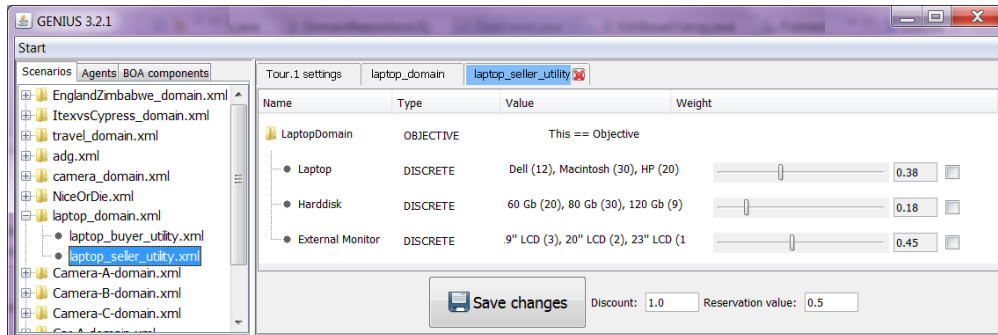 GENIUS 3.2.1
Start
Scenarios Agents BOA components
EnglandZimbabwe_domain.xml
ItexvsCypress_domain.xml
travel_domain.xml
adg.xml
camera_domain.xml
NiceOrDie.xml
laptop_domain.xml
laptop_buyer_utility.xml
laptop_seller_utility.xml
Camera-A-domain.xml
Camera-B-domain.xml
Camera-C-domain.xml
Tour.1 settings laptop_domain laptop_seller_utility
Name Type Value Weight
LaptopDomain OBJECTIVE This == Objective
Laptop DISCRETE Dell (12), Macintosh (30), HP (20) 0.38
Harddisk DISCRETE 60 Gb (20), 80 Gb (30), 120 Gb (9) 0.18
External Monitor DISCRETE .9" LCD (3), 20" LCD (2), 23" LCD (1 0.45
Save changes Discount: 1.0 Reservation value: 0.5